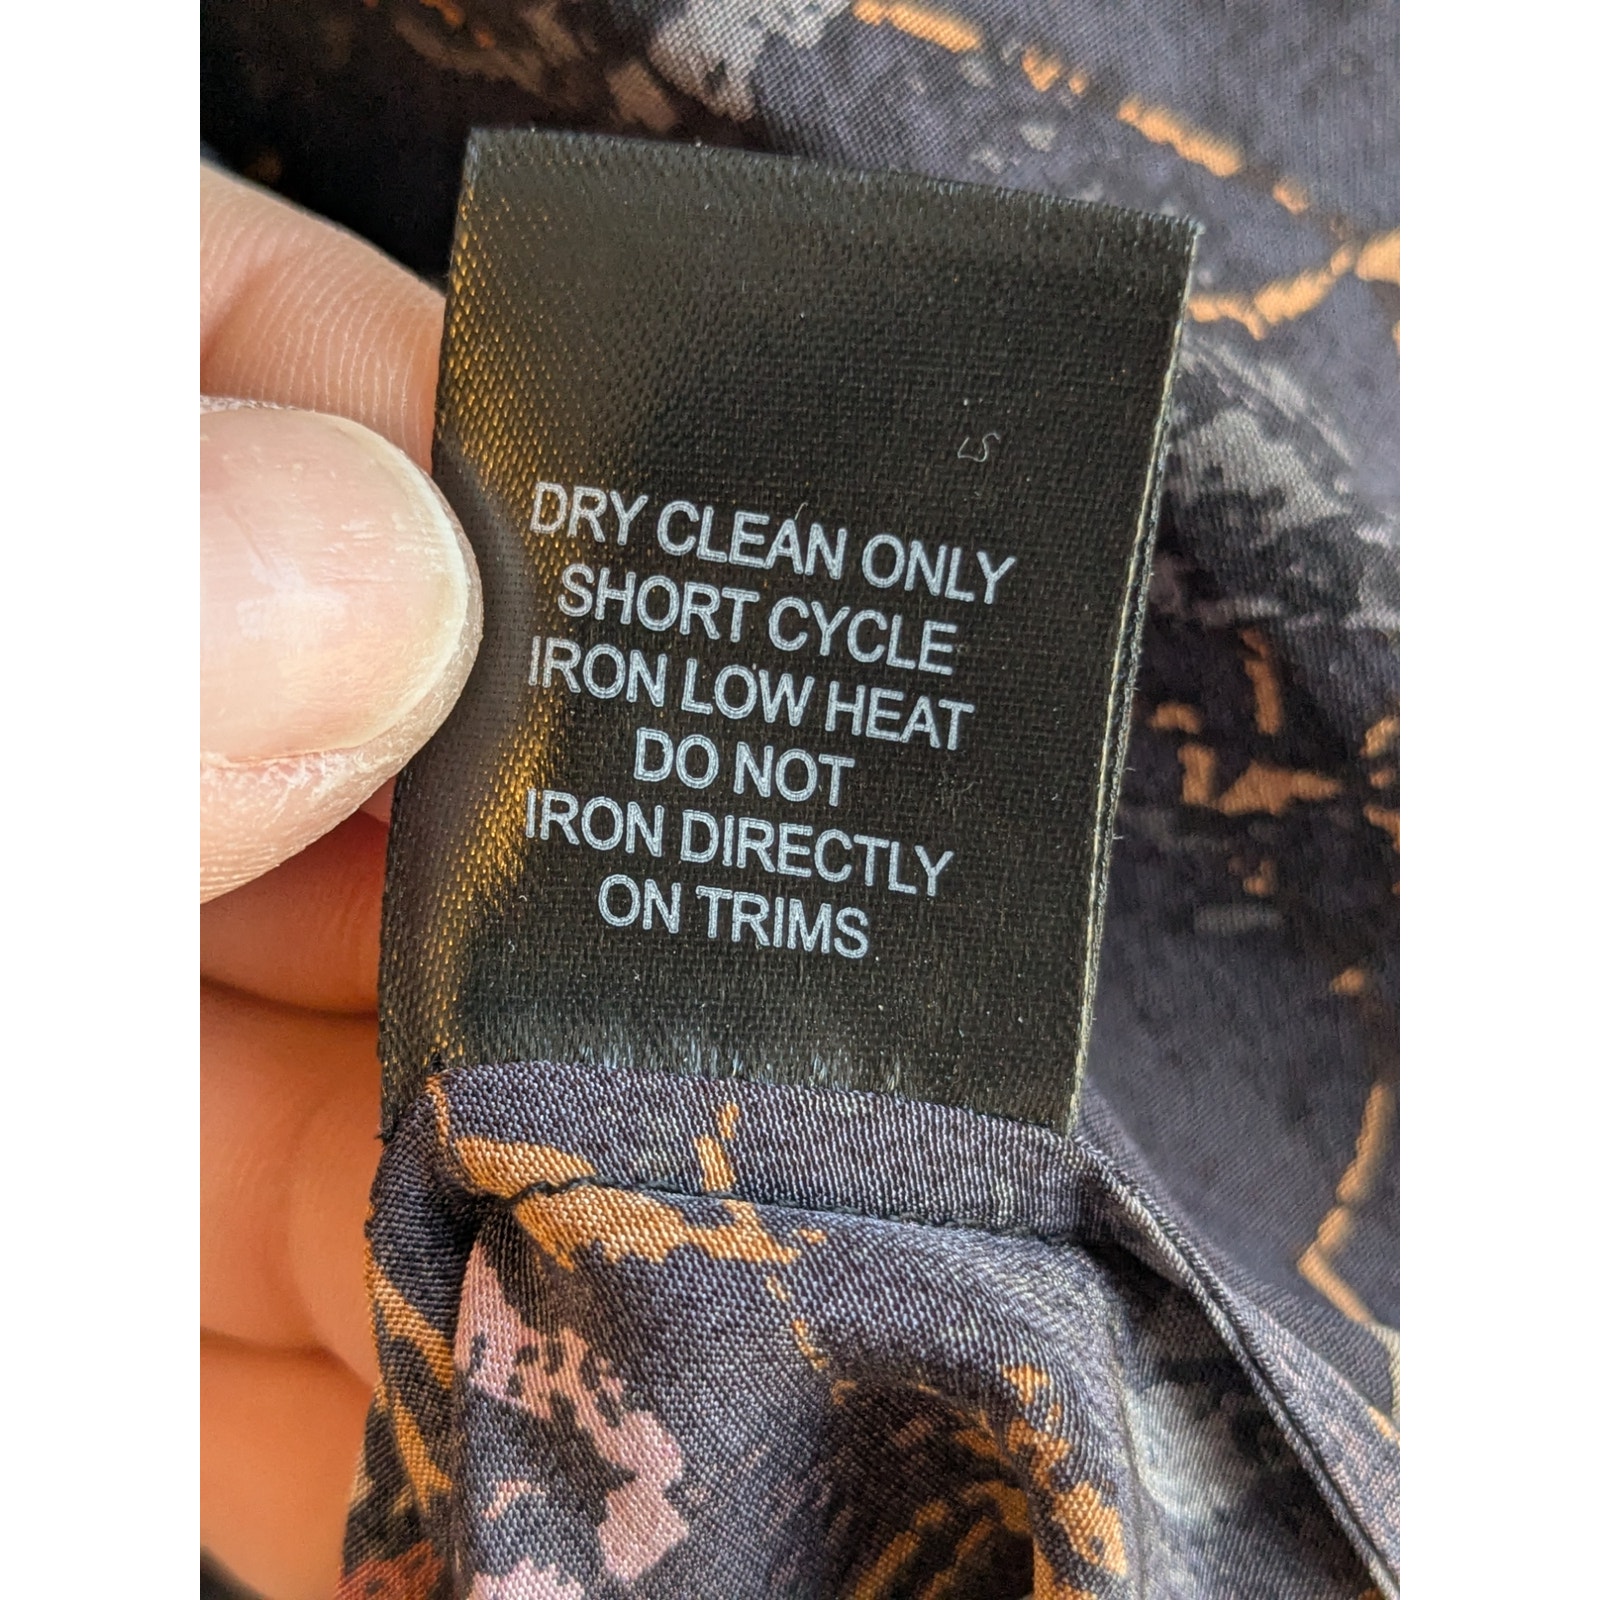 DRY CLEAN ONLY
SHORT CYCLE
IRON LOW HEAT
DO NOT
IRON DIRECTLY
ON TRIMS